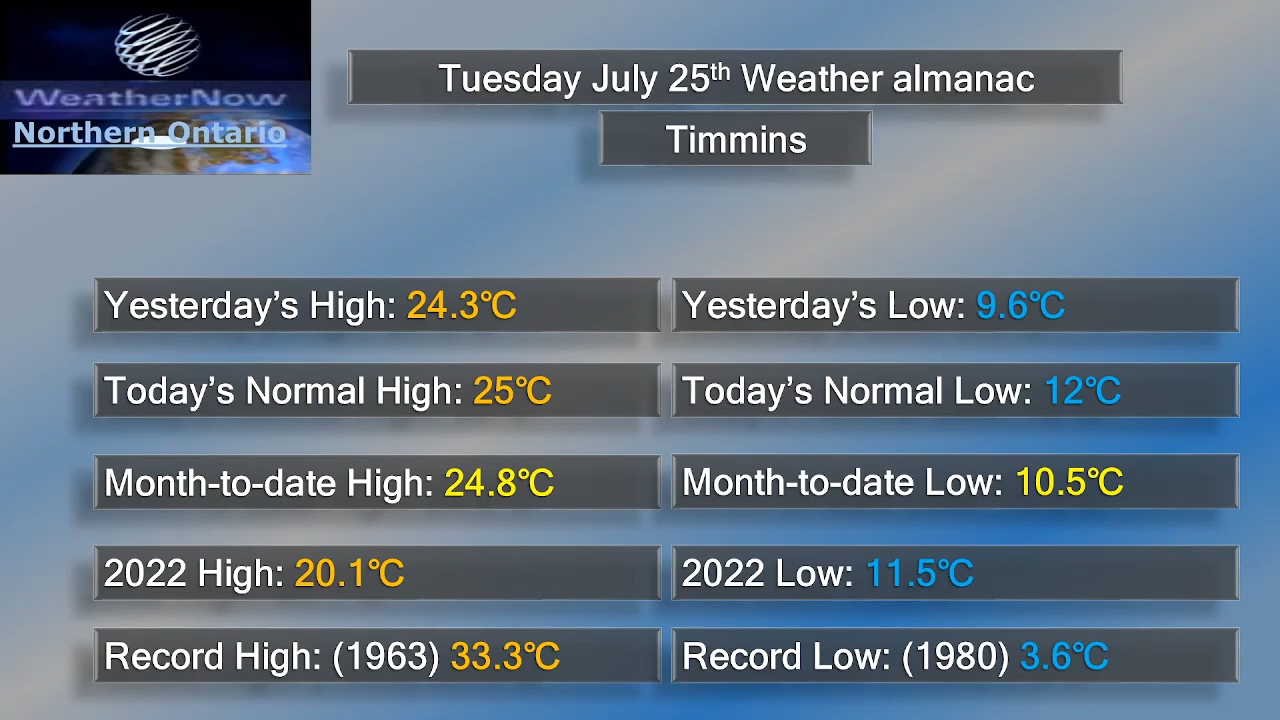 WeatherNow
Northern Ontario
Tuesday July 25th Weather almanac
Timmins
Yesterday’s High: 24.3℃
Yesterday’s Low: 9.6℃
Today’s Normal High: 25℃
Today’s Normal Low: 12℃
Month-to-date High: 24.8℃
Month-to-date Low: 10.5℃
2022 High: 20.1℃
2022 Low: 11.5℃
Record High: (1963) 33.3℃
Record Low: (1980) 3.6℃